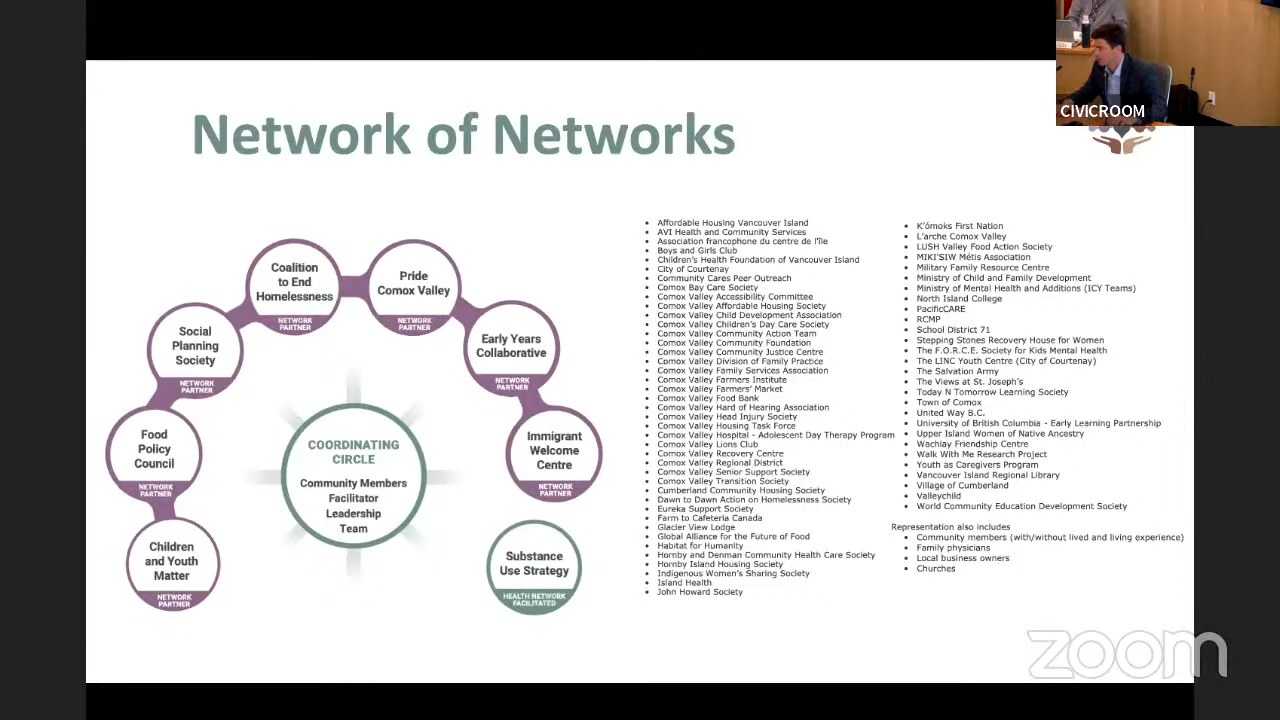 CIVICROOM
Network of Networks
Coalition
to End
Homelessness
NETWORK
PARTNER
Pride
Comox Valley
NETWORK
PARTNER
Social
Planning
Society
NETWORK
PARTNER
Early Years
Collaborative
NETWORK
PARTNER
Food
Policy
Council
NETWORK
PARTNER
COORDINATING
CIRCLE
Community Members
Facilitator
Leadership
Team
Immigrant
Welcome
Centre
NETWORK
PARTNER
Children
and Youth
Matter
NETWORK
PARTNER
Substance
Use Strategy
HEALTH NETWORK
FACILITATED
• Affordable Housing Vancouver Island
• AVI Health and Community Services
• Association francophone du centre de l'île
• Boys and Girls Club
• Children's Health Foundation of Vancouver Island
• City of Courtenay
• Community Cares Peer Outreach
• Comox Bay Care Society
• Comox Valley Accessibility Committee
• Comox Valley Affordable Housing Society
• Comox Valley Child Development Association
• Comox Valley Children's Day Care Society
• Comox Valley Community Action Team
• Comox Valley Community Foundation
• Comox Valley Community Justice Centre
• Comox Valley Division of Family Practice
• Comox Valley Family Services Association
• Comox Valley Farmers Institute
• Comox Valley Farmers' Market
• Comox Valley Food Bank
• Comox Valley Hard of Hearing Association
• Comox Valley Head Injury Society
• Comox Valley Housing Task Force
• Comox Valley Hospital - Adolescent Day Therapy Program
• Comox Valley Lions Club
• Comox Valley Recovery Centre
• Comox Valley Regional District
• Comox Valley Senior Support Society
• Comox Valley Transition Society
• Cumberland Community Housing Society
• Dawn to Dawn Action on Homelessness Society
• Eureka Support Society
• Farm to Cafeteria Canada
• Glacier View Lodge
• Global Alliance for the Future of Food
• Habitat for Humanity
• Hornby and Denman Community Health Care Society
• Hornby Island Housing Society
• Indigenous Women's Sharing Society
• Island Health
• John Howard Society
• K'ómoks First Nation
• L'arche Comox Valley
• LUSH Valley Food Action Society
• MIKI'SIW Métis Association
• Military Family Resource Centre
• Ministry of Child and Family Development
• Ministry of Mental Health and Additions (ICY Teams)
• North Island College
• PacificCARE
• RCMP
• School District 71
• Stepping Stones Recovery House for Women
• The F.O.R.C.E. Society for Kids Mental Health
• The LINC Youth Centre (City of Courtenay)
• The Salvation Army
• The Views at St. Joseph's
• Today N Tomorrow Learning Society
• Town of Comox
• United Way B.C.
• University of British Columbia - Early Learning Partnership
• Upper Island Women of Native Ancestry
• Wachiay Friendship Centre
• Walk With Me Research Project
• Youth as Caregivers Program
• Vancouver Island Regional Library
• Village of Cumberland
• Valleychild
• World Community Education Development Society
Representation also includes
• Community members (with/without lived and living experience)
• Family physicians
• Local business owners
• Churches
zoom